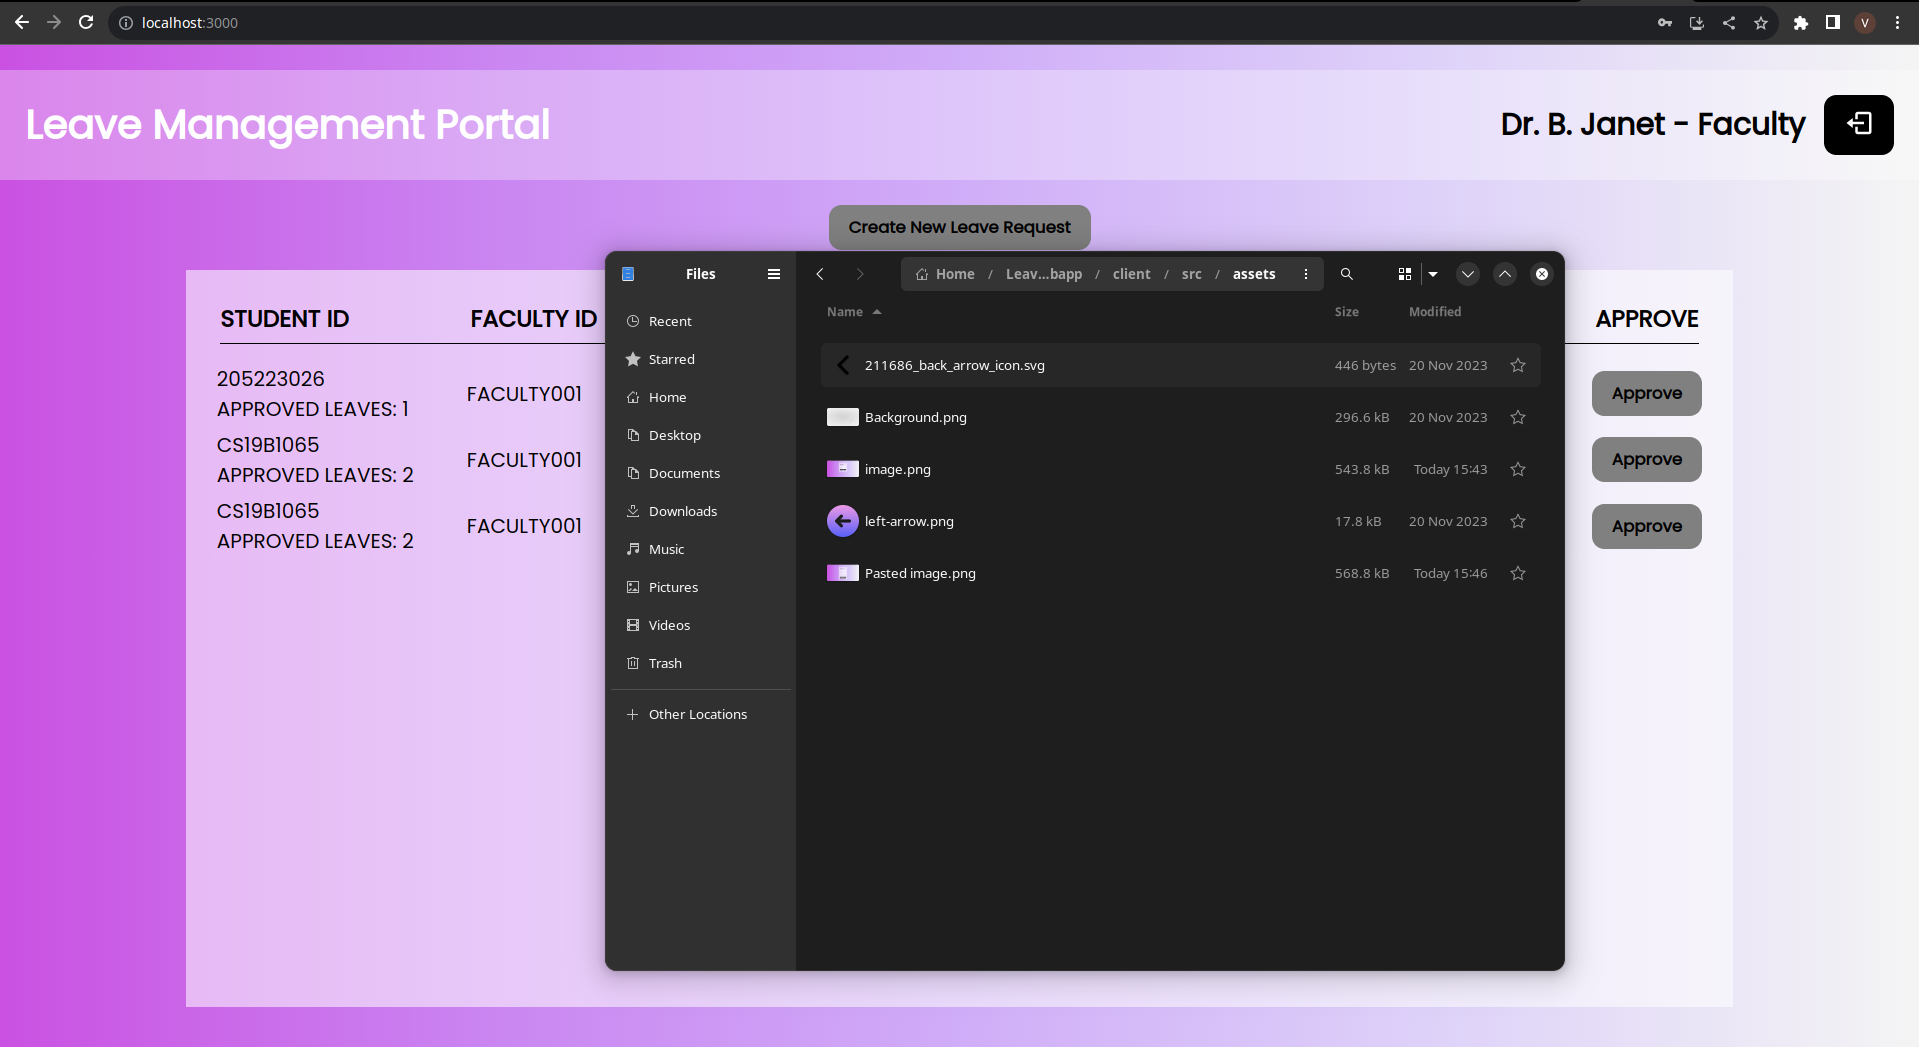 localhost:3000
V
Leave Management Portal
Dr. B. Janet - Faculty
Create New Leave Request
STUDENT ID
FACULTY ID
APPROVE
205223026
APPROVED LEAVES: 1
FACULTY001
Approve
CS19B1065
APPROVED LEAVES: 2
FACULTY001
Approve
CS19B1065
APPROVED LEAVES: 2
FACULTY001
Approve
Files
Home / Leav...bapp / client / src / assets
Recent
Starred
Home
Desktop
Documents
Downloads
Music
Pictures
Videos
Trash
Other Locations
Name Size Modified
211686_back_arrow_icon.svg 446 bytes 20 Nov 2023
Background.png 296.6 kB 20 Nov 2023
image.png 543.8 kB Today 15:43
left-arrow.png 17.8 kB 20 Nov 2023
Pasted image.png 568.8 kB Today 15:46